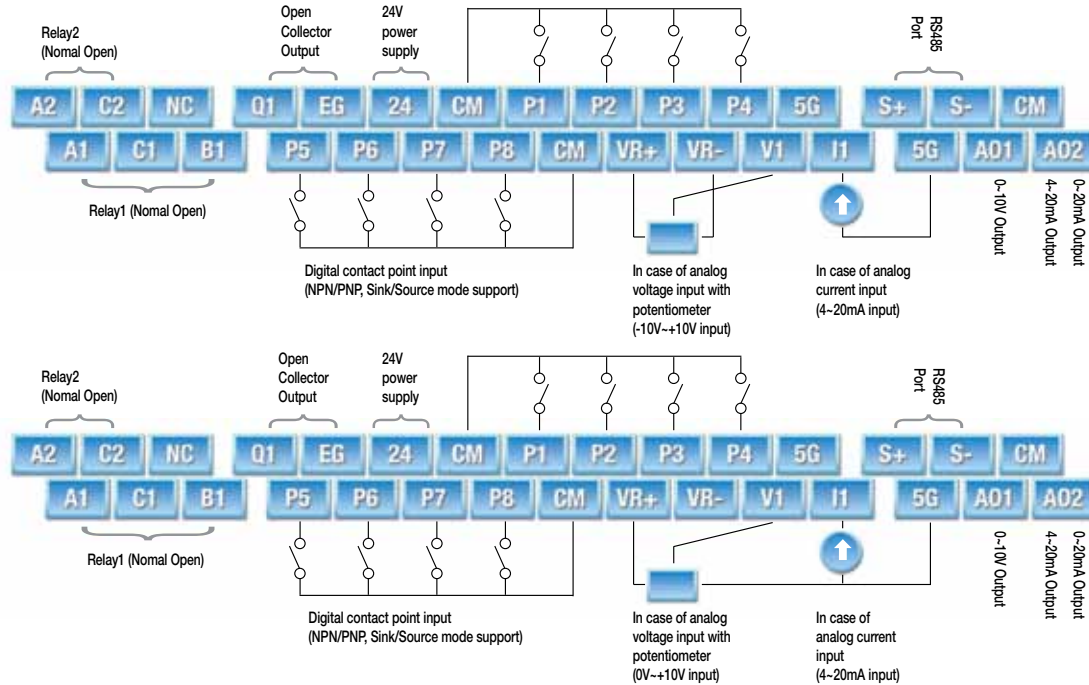 Relay2
(Nomal Open)
Open
Collector
Output
24V
power
supply
RS485
Port
A2 C2 NC Q1 EG 24 CM P1 P2 P3 P4 5G S+ S- CM
A1 C1 B1 P5 P6 P7 P8 CM VR+ VR- V1 I1 5G AO1 AO2
Relay1 (Nomal Open)
Digital contact point input
(NPN/PNP, Sink/Source mode support)
In case of analog
voltage input with
potentiometer
(-10V~+10V input)
In case of analog
current input
(4~20mA input)
0~10V Output
0~20mA Output
4~20mA Output
Relay2
(Nomal Open)
Open
Collector
Output
24V
power
supply
RS485
Port
A2 C2 NC Q1 EG 24 CM P1 P2 P3 P4 5G S+ S- CM
A1 C1 B1 P5 P6 P7 P8 CM VR+ VR- V1 I1 5G AO1 AO2
Relay1 (Nomal Open)
Digital contact point input
(NPN/PNP, Sink/Source mode support)
In case of analog
voltage input with
potentiometer
(0V~+10V input)
In case of
analog current
input
(4~20mA input)
0~10V Output
0~20mA Output
4~20mA Output